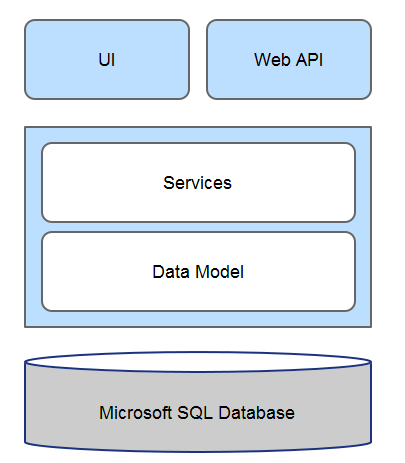 UI
Web API
Services
Data Model
Microsoft SQL Database